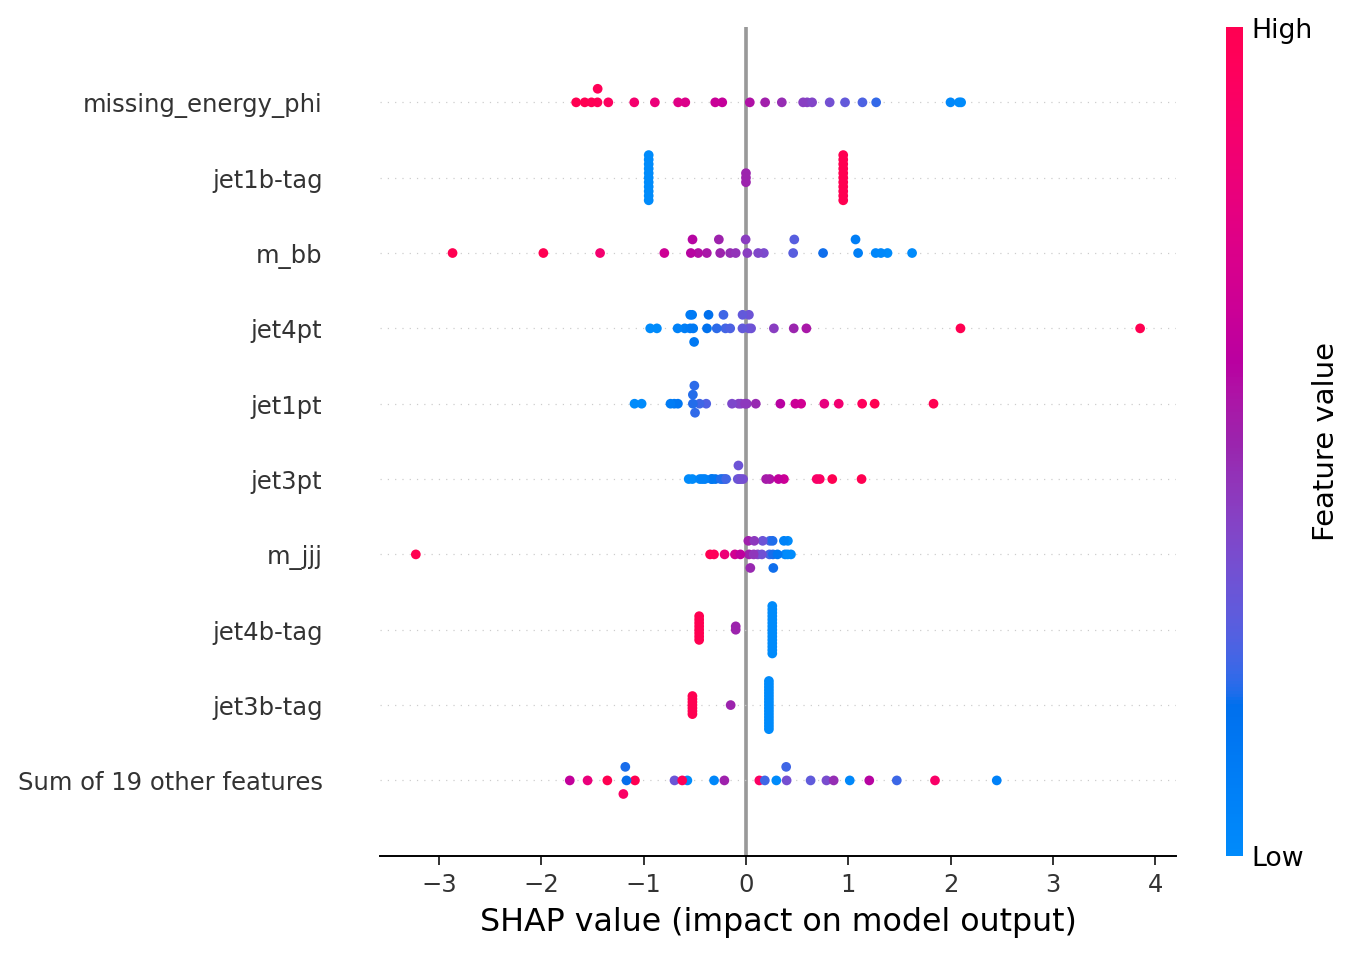 High
missing_energy_phi
jet1b-tag
m_bb
jet4pt
jet1pt
jet3pt
m_jjj
jet4b-tag
jet3b-tag
Sum of 19 other features
Feature value
Low
−3 −2 −1 0 1 2 3 4
SHAP value (impact on model output)